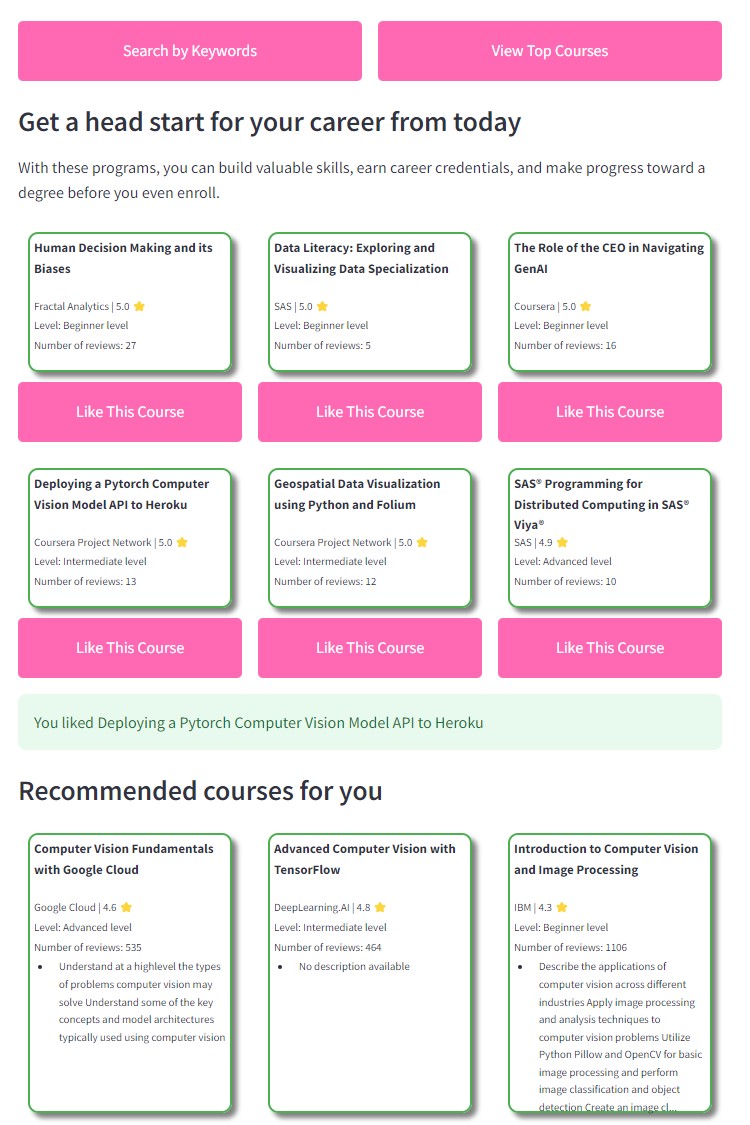 Search by Keywords
View Top Courses
Get a head start for your career from today
With these programs, you can build valuable skills, earn career credentials, and make progress toward a
degree before you even enroll.
Human Decision Making and its
Biases
Fractal Analytics | 5.0 ⭐
Level: Beginner level
Number of reviews: 27
Data Literacy: Exploring and
Visualizing Data Specialization
SAS | 5.0 ⭐
Level: Beginner level
Number of reviews: 5
The Role of the CEO in Navigating
GenAI
Coursera | 5.0 ⭐
Level: Beginner level
Number of reviews: 16
Like This Course
Like This Course
Like This Course
Deploying a Pytorch Computer
Vision Model API to Heroku
Coursera Project Network | 5.0 ⭐
Level: Intermediate level
Number of reviews: 13
Geospatial Data Visualization
using Python and Folium
Coursera Project Network | 5.0 ⭐
Level: Intermediate level
Number of reviews: 12
SAS® Programming for
Distributed Computing in SAS®
Viya®
SAS | 4.9 ⭐
Level: Advanced level
Number of reviews: 10
Like This Course
Like This Course
Like This Course
You liked Deploying a Pytorch Computer Vision Model API to Heroku
Recommended courses for you
Computer Vision Fundamentals
with Google Cloud
Google Cloud | 4.6 ⭐
Level: Advanced level
Number of reviews: 535
• Understand at a highlevel the types
of problems computer vision may
solve Understand some of the key
concepts and model architectures
typically used using computer vision
Advanced Computer Vision with
TensorFlow
DeepLearning.AI | 4.8 ⭐
Level: Intermediate level
Number of reviews: 464
• No description available
Introduction to Computer Vision
and Image Processing
IBM | 4.3 ⭐
Level: Beginner level
Number of reviews: 1106
• Describe the applications of
computer vision across different
industries Apply image processing
and analysis techniques to
computer vision problems Utilize
Python Pillow and OpenCV for basic
image processing and perform
image classification and object
detection Create an image cl...